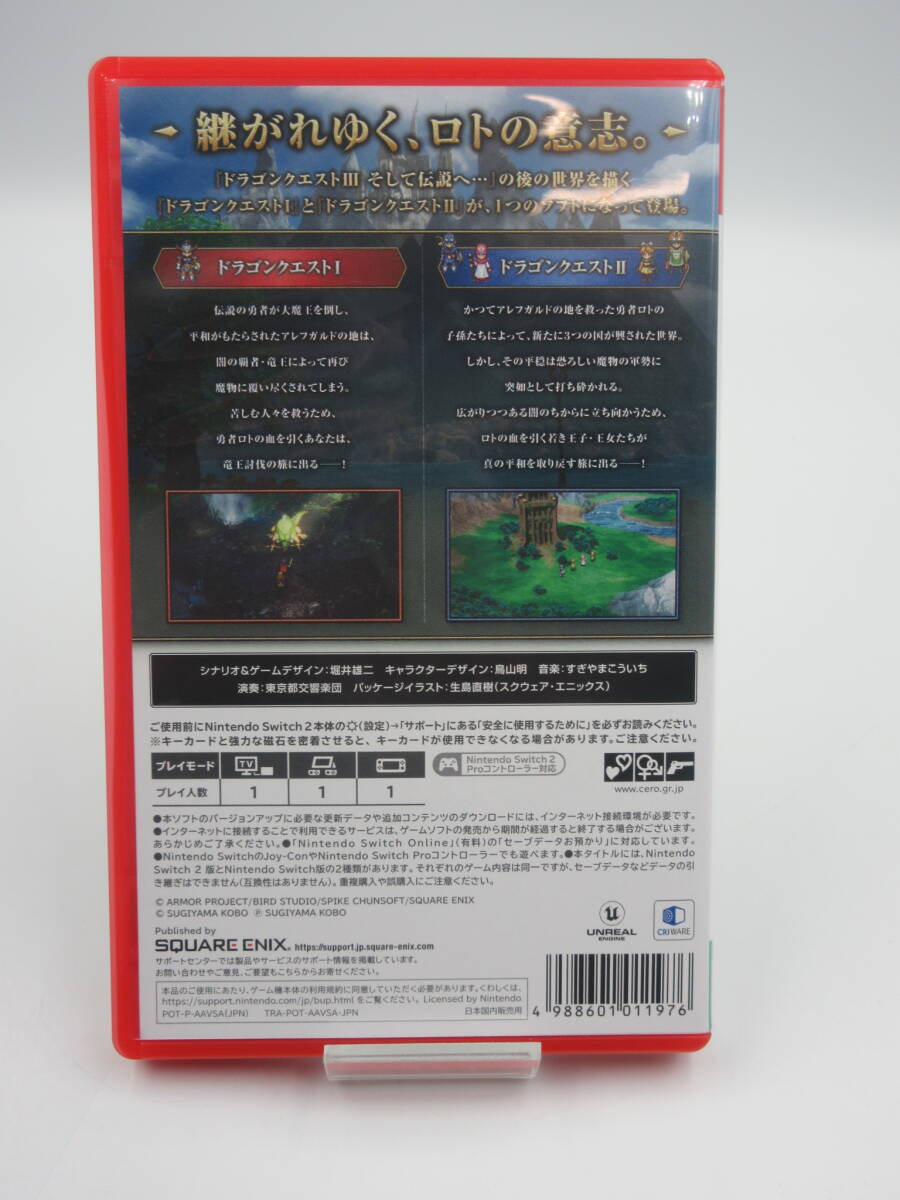 継がれゆく、ロトの意志。
『ドラゴンクエストIII そして伝説へ…』の後の世界を描く
『ドラゴンクエストI』と『ドラゴンクエストII』が、1つのソフトになって登場。
ドラゴンクエストI
伝説の勇者が大魔王を倒し、
平和がもたらされたアレフガルドの地は、
闇の覇者・竜王によって再び
魔物に覆い尽くされてしまう。
苦しむ人々を救うため、
勇者ロトの血を引くあなたは、
竜王討伐の旅に出る――!
ドラゴンクエストII
かつてアレフガルドの地を救った勇者ロトの
子孫たちによって、新たに3つの国が興された世界。
しかし、その平穏は恐ろしい魔物の軍勢に
突如として打ち砕かれる。
広がりつつある闇のちからに立ち向かうため、
ロトの血を引く若き王子・王女たちが
真の平和を取り戻す旅に出る――!
シナリオ&ゲームデザイン:堀井雄二 キャラクターデザイン:鳥山明 音楽:すぎやまこういち
演奏:東京都交響楽団 パッケージイラスト:生島直樹(スクウェア・エニックス)
ご使用前にNintendo Switch 2本体の(設定)→「サポート」にある「安全に使用するために」を必ずお読みください。
※キーカードと強力な磁石を密着させると、キーカードが使用できなくなる場合があります。ご注意ください。
プレイモード TV
プレイ人数 1 1 1
Nintendo Switch 2
Proコントローラー対応
www.cero.gr.jp
●本ソフトのバージョンアップに必要な更新データや追加コンテンツのダウンロードには、インターネット接続環境が必要です。
●インターネットに接続することで利用できるサービスは、ゲームソフトの発売から期間が経過すると終了する場合がございます。
あらかじめご了承ください。●「Nintendo Switch Online」(有料)の「セーブデータお預かり」に対応しています。
●Nintendo SwitchのJoy-ConやNintendo Switch Proコントローラーでも遊べます。●本タイトルには、Nintendo
Switch 2 版とNintendo Switch版の2種類があります。それぞれのゲーム内容は同一ですが、セーブデータなどデータの引
き継ぎはできません(互換性はありません)。重複購入や誤購入にご注意ください。
© ARMOR PROJECT/BIRD STUDIO/SPIKE CHUNSOFT/SQUARE ENIX
© SUGIYAMA KOBO ℗ SUGIYAMA KOBO
Published by
SQUARE ENIX. https://support.jp.square-enix.com
サポートセンターでは製品やサービスのサポート情報を掲載しています。
お問い合わせやご意見、ご要望もこちらからお寄せください。
UNREAL
ENGINE
CRIWARE
本品のご使用にあたり、ゲーム機本体の利用規約に同意していただく必要があります。くわしくは、
https://support.nintendo.com/jp/bup.html をご覧ください。 Licensed by Nintendo
POT-P-AAVSA(JPN) TRA-POT-AAVSA-JPN 日本国内販売用
4 988601 011976